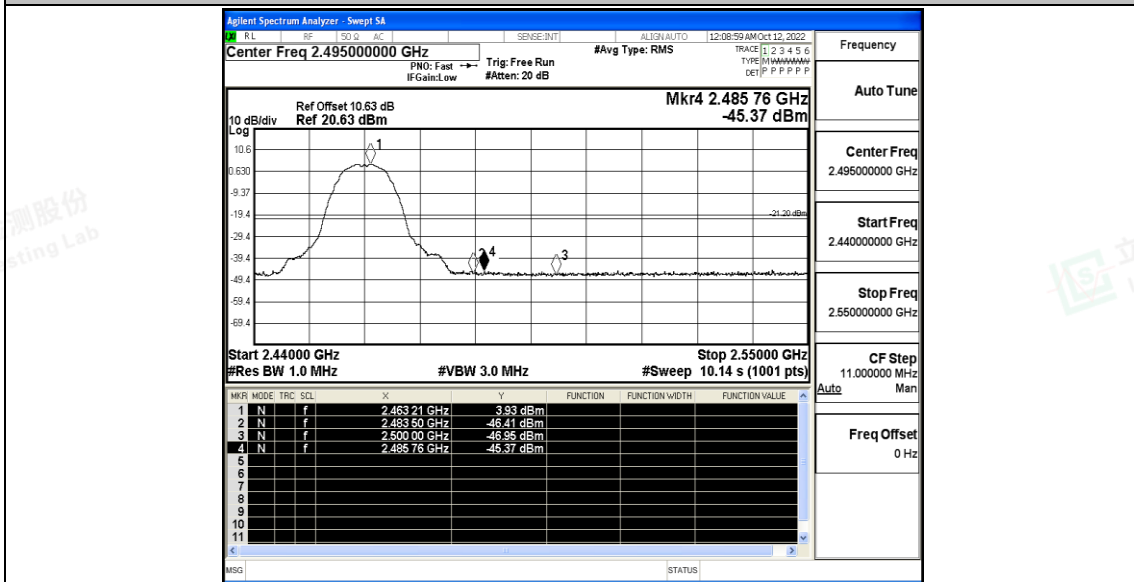 Agilent Spectrum Analyzer - Swept SA
RL RF 50 Ω AC SENSE:INT ALIGN AUTO 12:08:59 AM Oct 12, 2022
Center Freq 2.495000000 GHz
#Avg Type: RMS
TRACE 1 2 3 4 5 6
PNO: Fast
Trig: Free Run
TYPE MWWWWW
IFGain:Low
#Atten: 20 dB
DET P P P P P P
Mkr4 2.485 76 GHz
-45.37 dBm
Ref Offset 10.63 dB
10 dB/div Ref 20.63 dBm
Log
10.6
0.630
-9.37
-19.4
-29.4
-39.4
-49.4
-59.4
-69.4
1
2
4
3
-21.20 dBm
Start 2.44000 GHz
Stop 2.55000 GHz
#Res BW 1.0 MHz
#VBW 3.0 MHz
#Sweep 10.14 s (1001 pts)
MKR MODE TRC SCL X Y FUNCTION FUNCTION WIDTH FUNCTION VALUE
1 N f 2.463 21 GHz 3.93 dBm
2 N f 2.483 50 GHz -46.41 dBm
3 N f 2.500 00 GHz -46.95 dBm
4 N f 2.485 76 GHz -45.37 dBm
5
6
7
8
9
10
11
MSG
STATUS
Frequency
Auto Tune
Center Freq
2.495000000 GHz
Start Freq
2.440000000 GHz
Stop Freq
2.550000000 GHz
CF Step
11.000000 MHz
Auto Man
Freq Offset
0 Hz
测股份
sting Lab
立